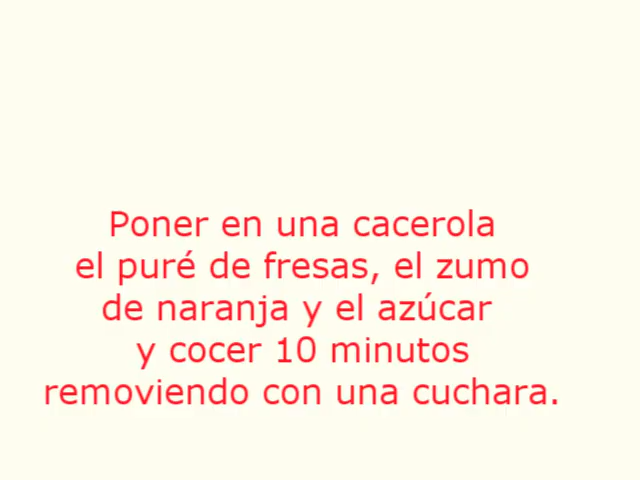 Poner en una cacerola
el puré de fresas, el zumo
de naranja y el azúcar
y cocer 10 minutos
removiendo con una cuchara.